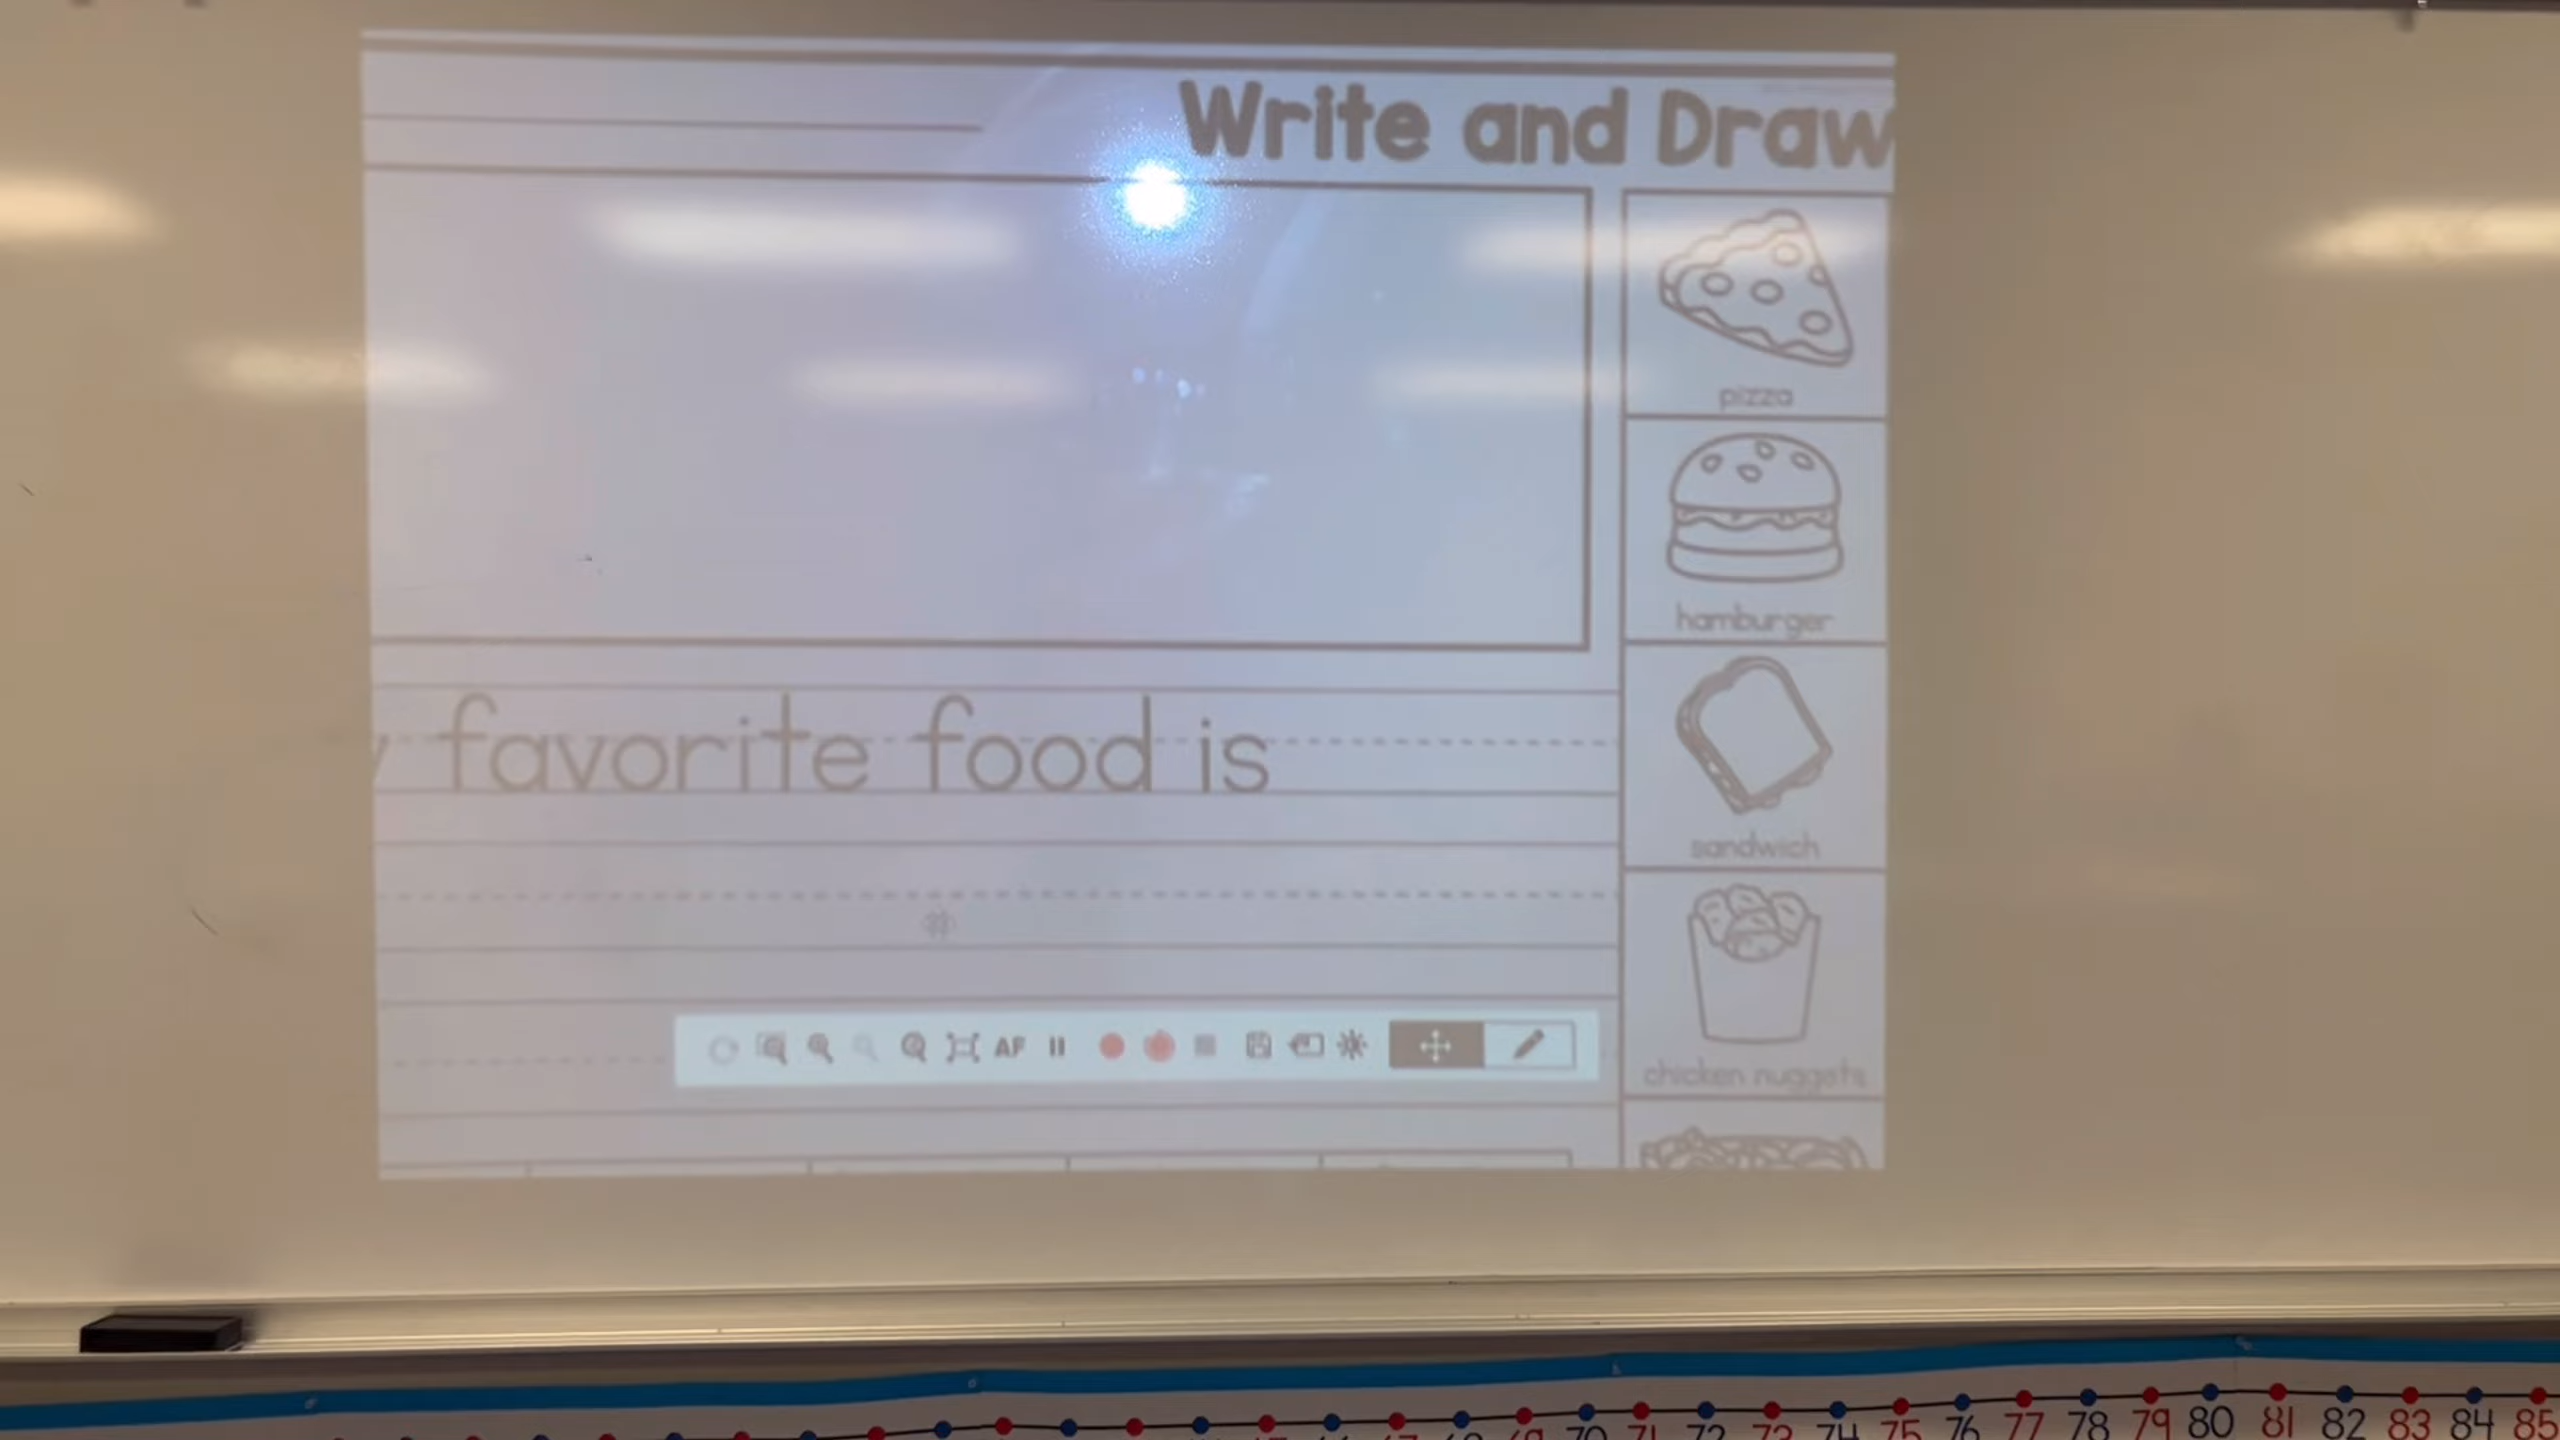 Write and Draw
pizza
hamburger
sandwich
chicken nuggets
y favorite food is
AF
70 71 72 73 74 75 76 77 78 79 80 81 82 83 84 85